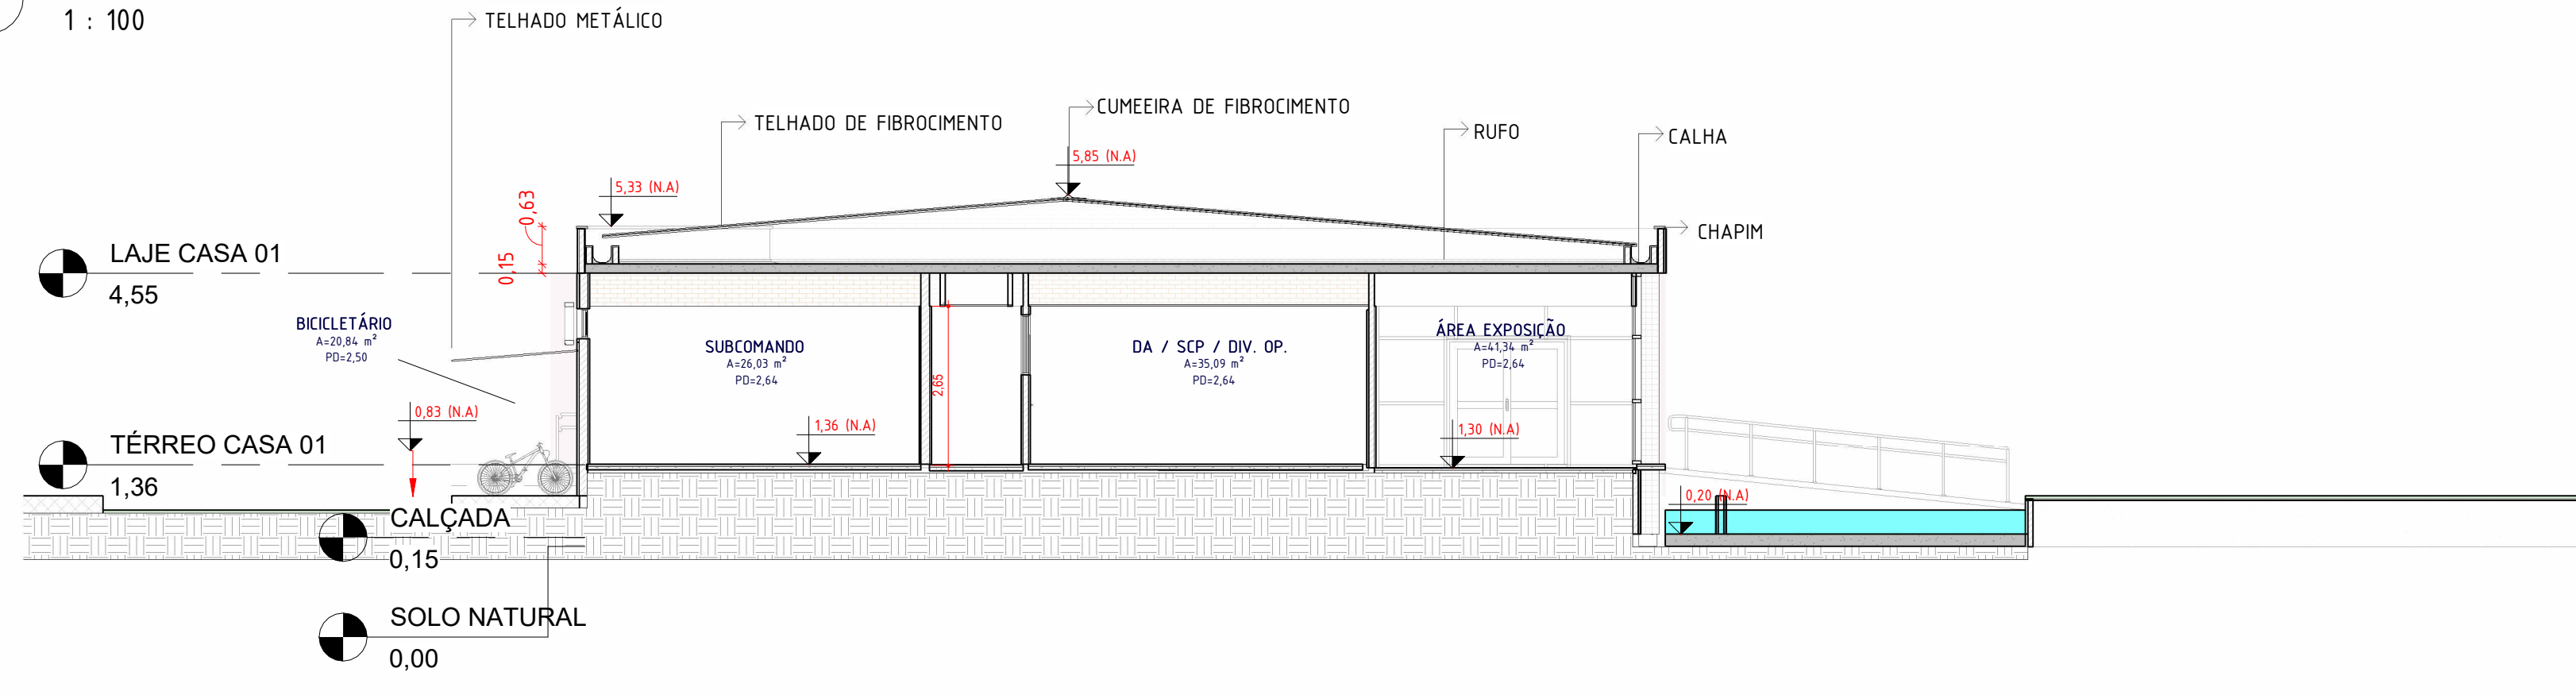 1 : 100
TELHADO METÁLICO
TELHADO DE FIBROCIMENTO
CUMEEIRA DE FIBROCIMENTO
RUFO
CALHA
CHAPIM
5,85 (N.A)
5,33 (N.A)
0,63
0,15
LAJE CASA 01
4,55
BICICLETÁRIO
A=20,84 m²
PD=2,50
SUBCOMANDO
A=26,03 m²
PD=2,64
2,65
DA / SCP / DIV. OP.
A=35,09 m²
PD=2,64
ÁREA EXPOSIÇÃO
A=41,34 m²
PD=2,64
0,83 (N.A)
1,36 (N.A)
1,30 (N.A)
TÉRREO CASA 01
1,36
0,20 (N.A)
CALÇADA
0,15
SOLO NATURAL
0,00